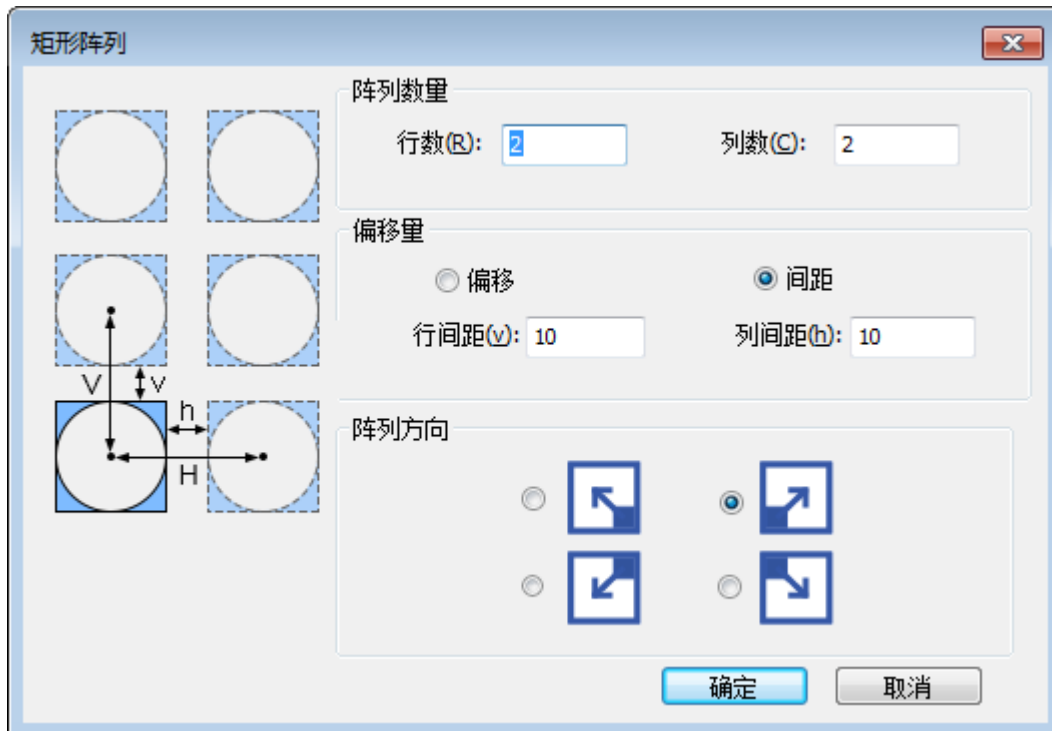 矩形阵列
阵列数量
行数(R): 2 列数(C): 2
偏移量
偏移 间距
行间距(v): 10 列间距(h): 10
V v
h
H
阵列方向
确定 取消